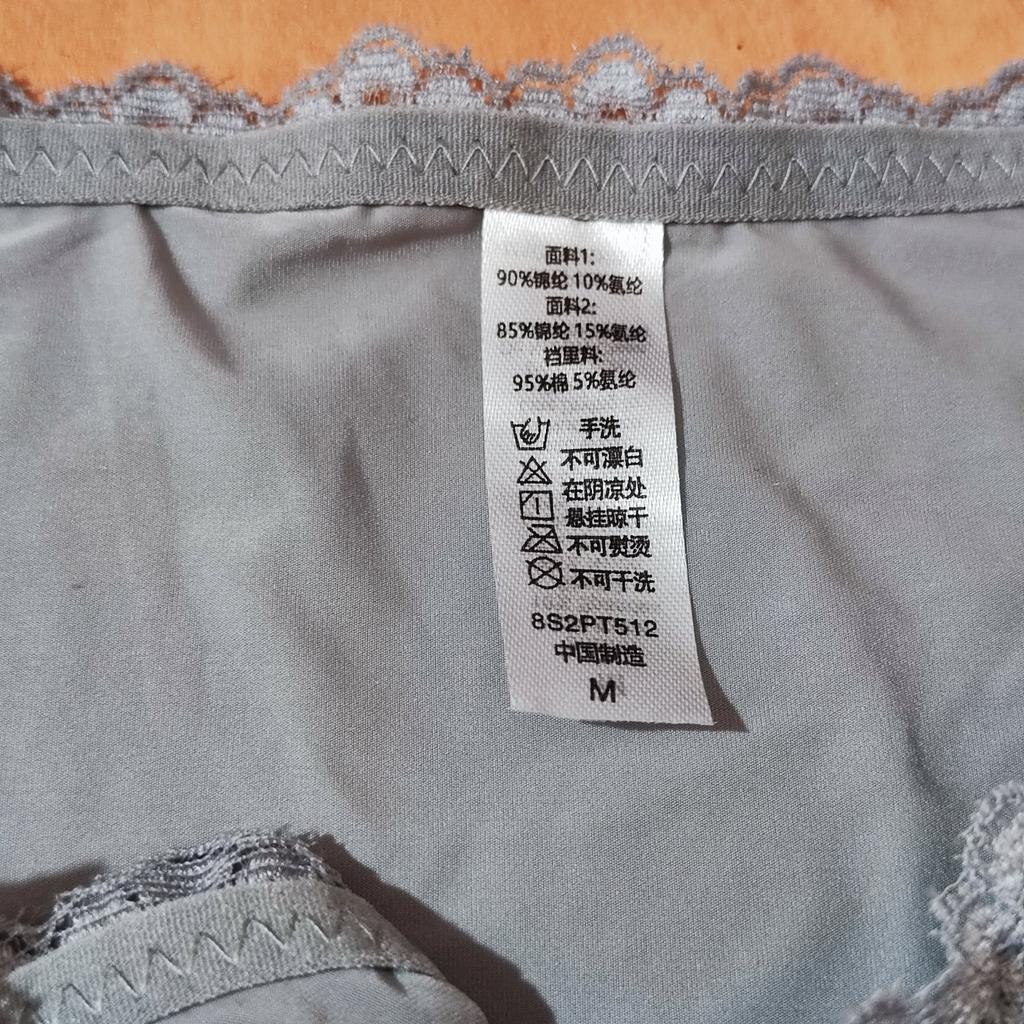 面料1:
90%锦纶 10%氨纶
面料2:
85%锦纶 15%氨纶
裆里料:
95%棉 5%氨纶
手洗
不可漂白
在阴凉处
悬挂晾干
不可熨烫
不可干洗
8S2PT512
中国制造
M